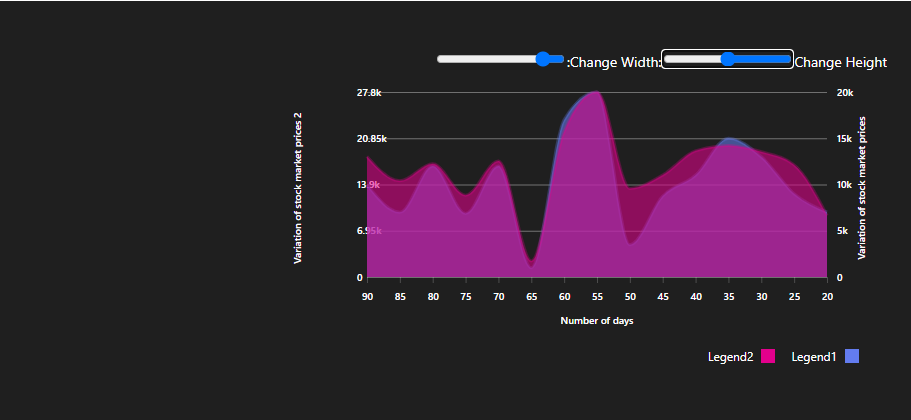 :Change Width: Change Height
27.8k
20.85k
13.9k
6.95k
0
Variation of stock market prices 2
20k
15k
10k
5k
0
Variation of stock market prices
90 85 80 75 70 65 60 55 50 45 40 35 30 25 20
Number of days
Legend2 Legend1